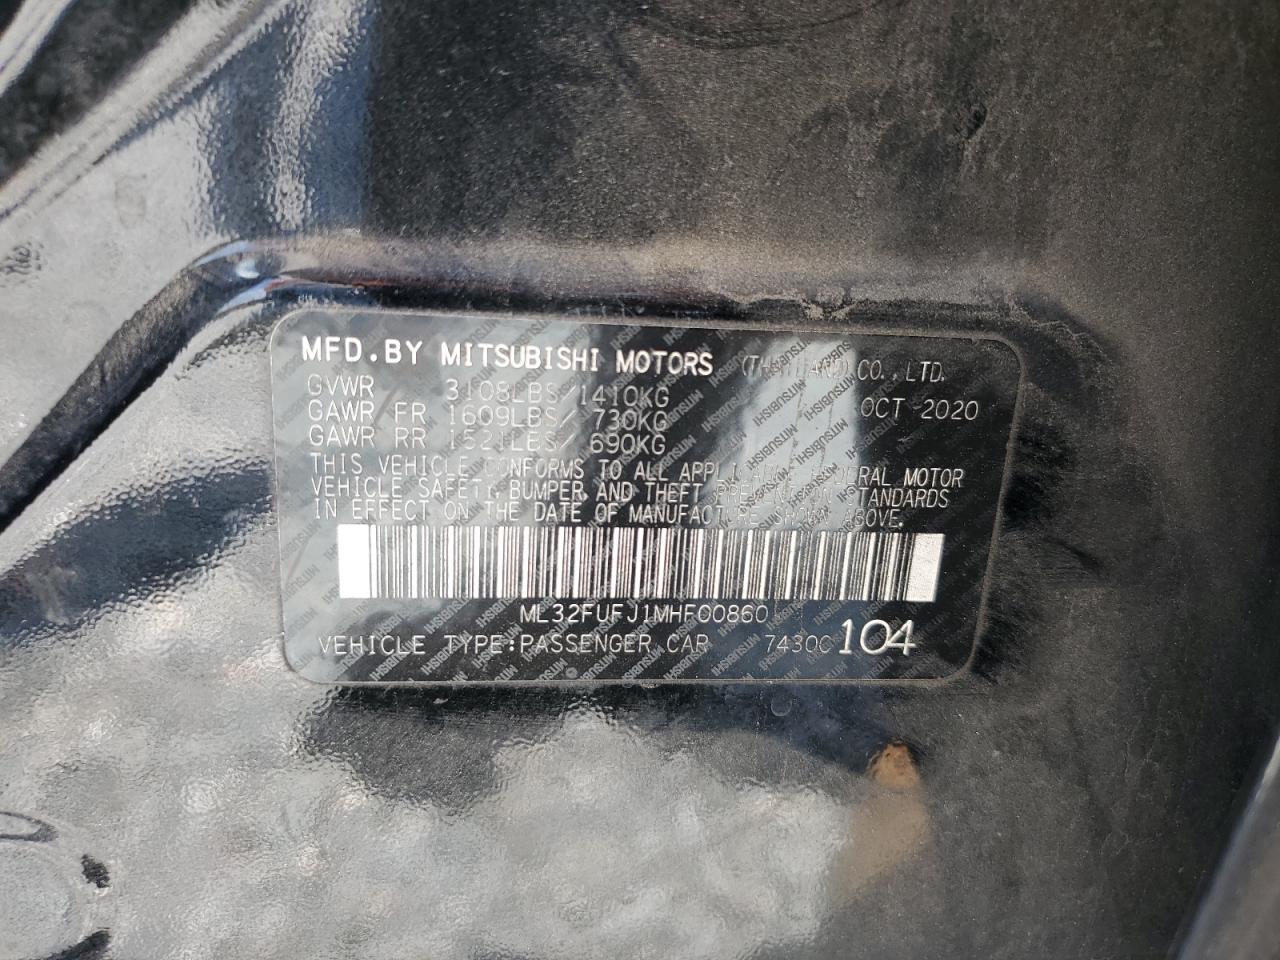 MFD.BY MITSUBISHI MOTORS (THAILAND) CO., LTD.
GVWR 3108LBS/1410KG OCT 2020
GAWR FR 1609LBS/ 730KG
GAWR RR 1521LBS/ 690KG
THIS VEHICLE CONFORMS TO ALL APPLICABLE FEDERAL MOTOR
VEHICLE SAFETY, BUMPER, AND THEFT PREVENTION STANDARDS
IN EFFECT ON THE DATE OF MANUFACTURE SHOWN ABOVE.
ML32FUFJ1MHF00860
VEHICLE TYPE:PASSENGER CAR 7430C 104